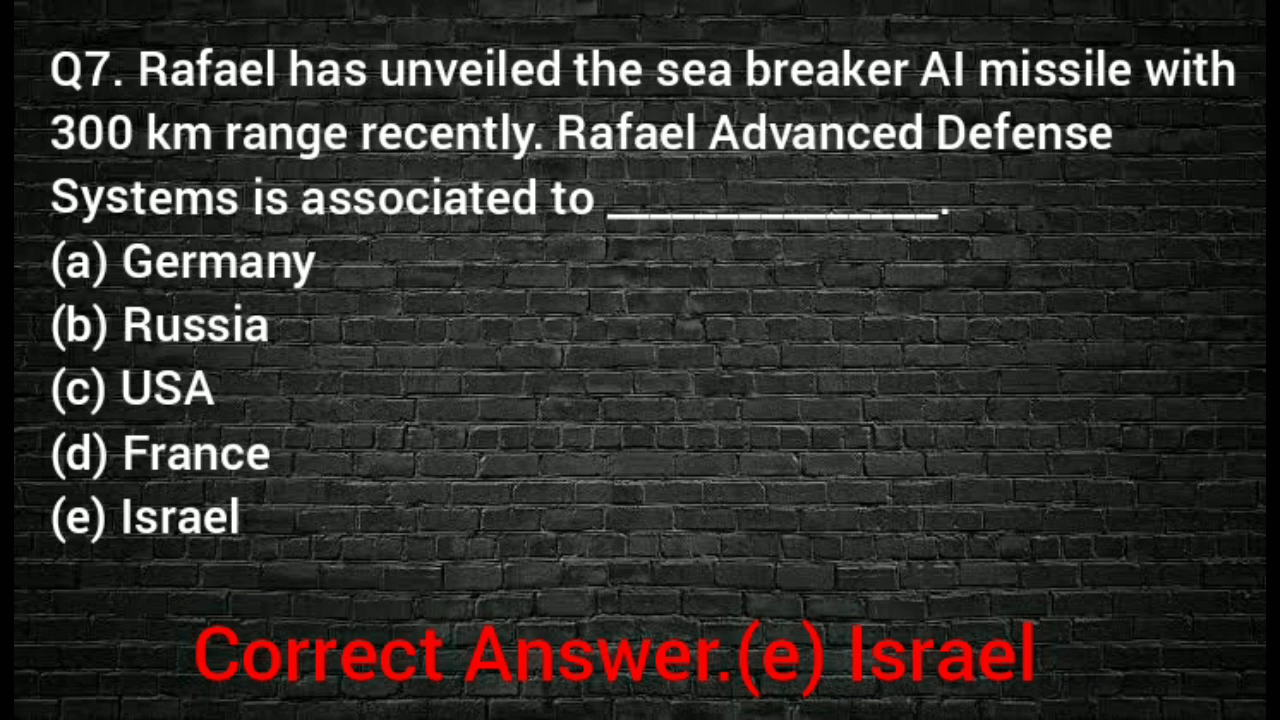 Q7. Rafael has unveiled the sea breaker AI missile with
300 km range recently. Rafael Advanced Defense
Systems is associated to ______________.
(a) Germany
(b) Russia
(c) USA
(d) France
(e) Israel
Correct Answer.(e) Israel